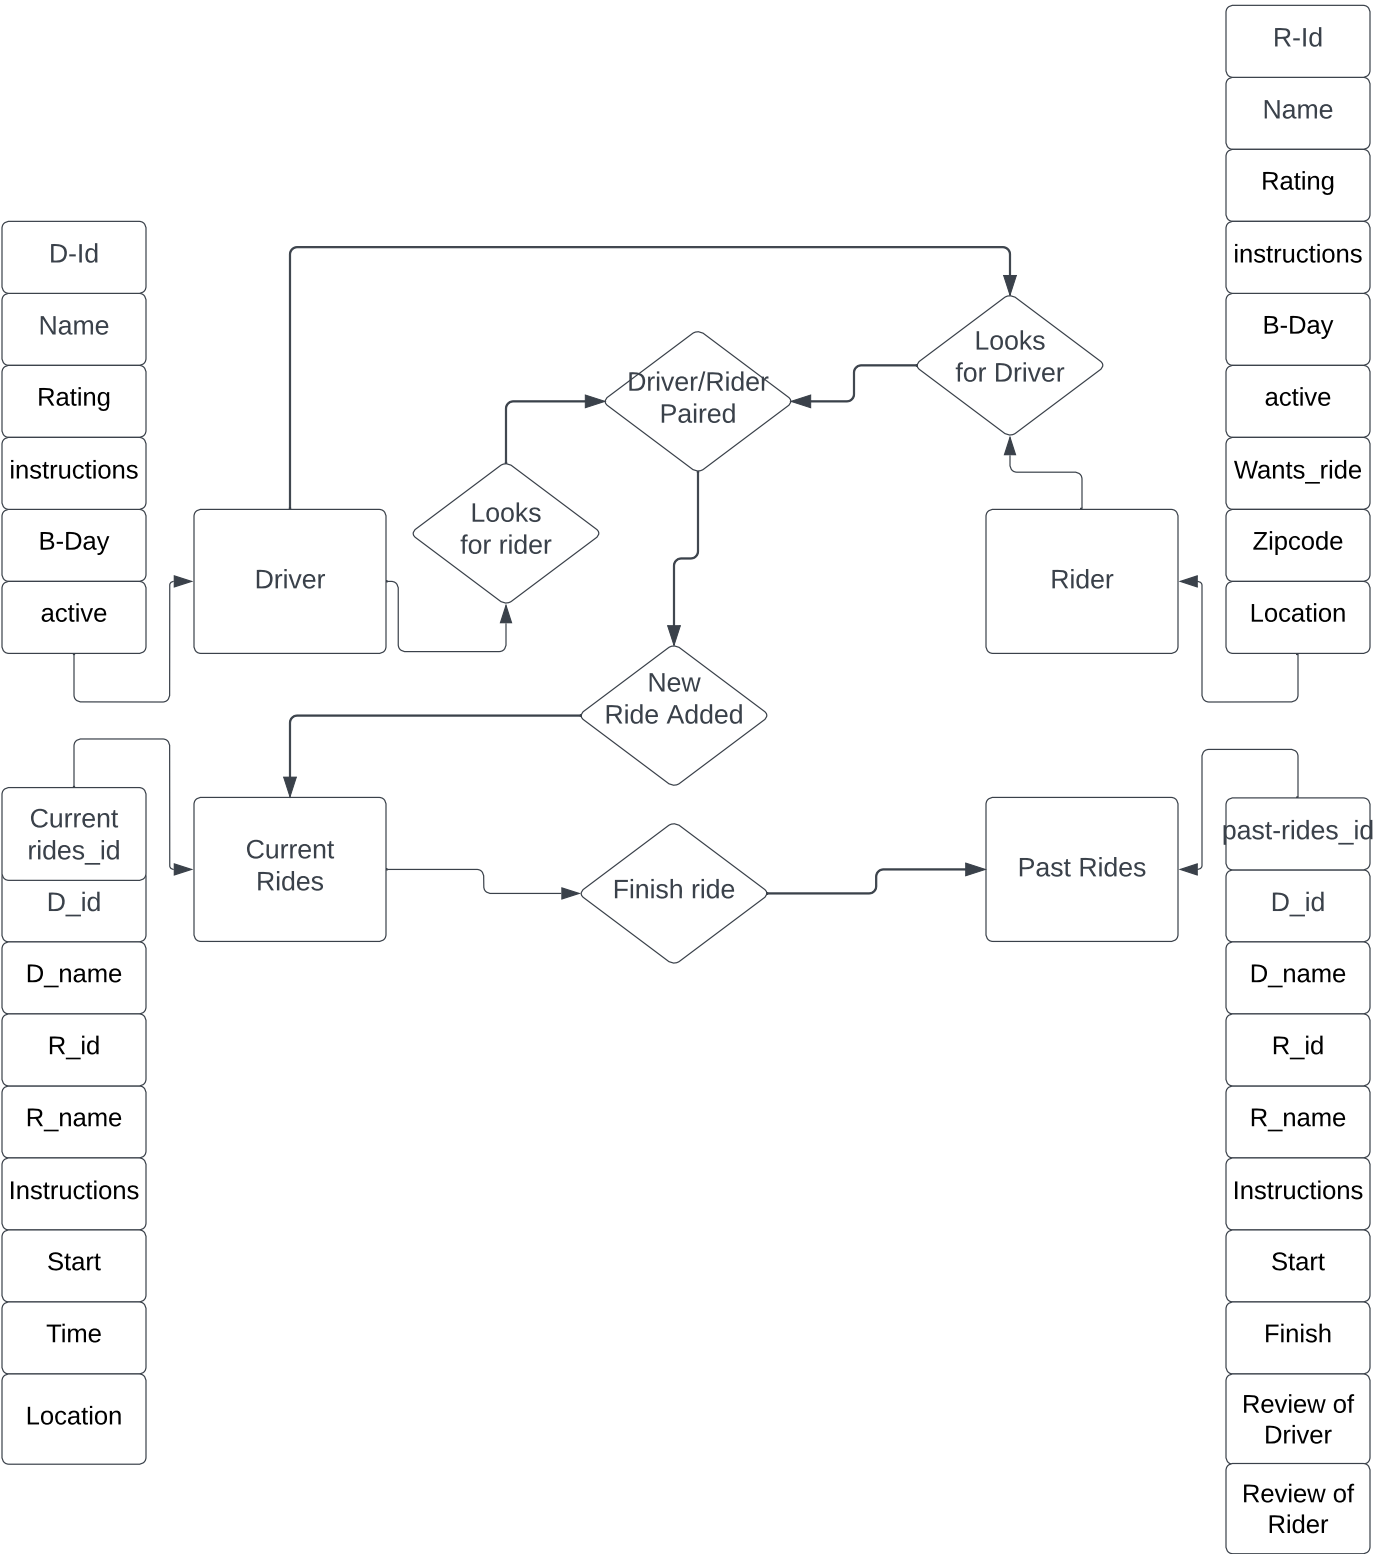 R-Id
Name
Rating
instructions
B-Day
active
Wants_ride
Zipcode
Location
D-Id
Name
Rating
instructions
B-Day
active
Looks
for Driver
Driver/Rider
Paired
Looks
for rider
Driver
Rider
New
Ride Added
Current
Rides
Finish ride
Past Rides
Current
rides_id
D_id
D_name
R_id
R_name
Instructions
Start
Time
Location
past-rides_id
D_id
D_name
R_id
R_name
Instructions
Start
Finish
Review of
Driver
Review of
Rider